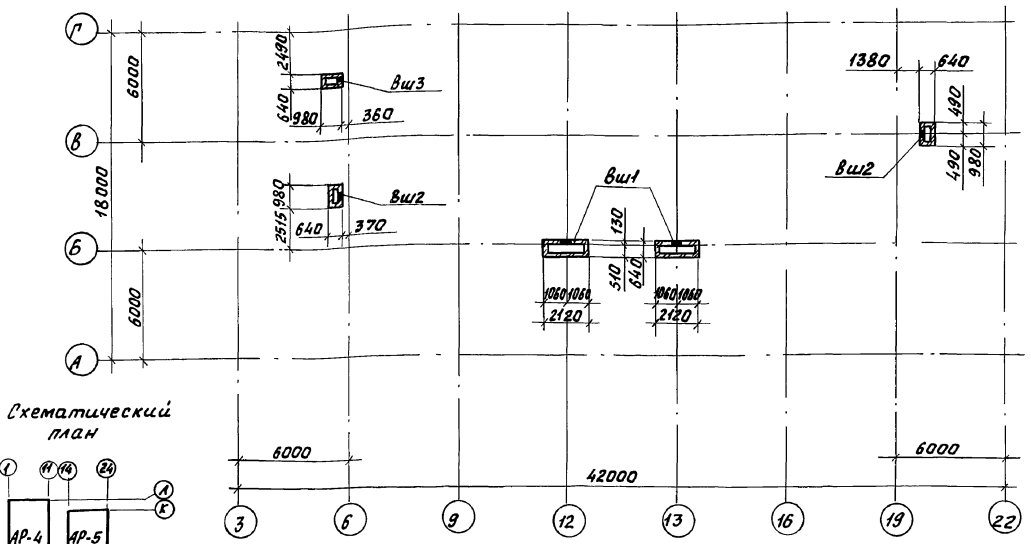 Г
6000
2490
640
980
360
Вш3
1380
640
490
490
980
Вш2
В
18000
980
2515
640
370
Вш2
Вш1
130
510
640
Б
6000
1060
1060
2120
1060
1060
2120
А
Схематический
план
6000
6000
42000
1
11
14
24
Л
К
АР-4
АР-5
3
6
9
12
13
16
19
22